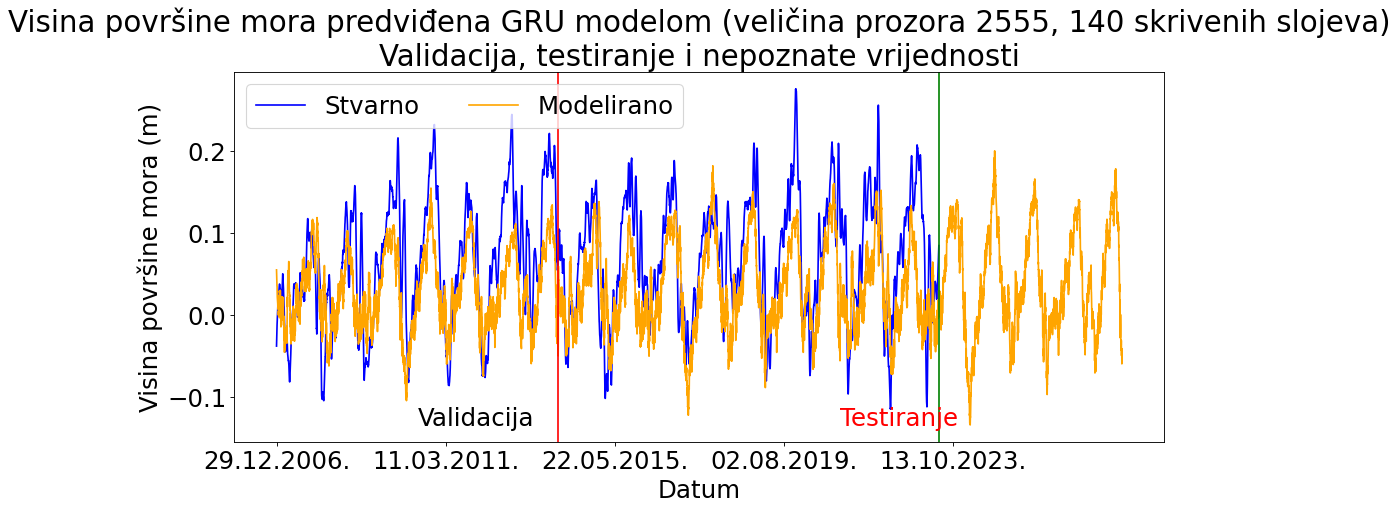 Visina površine mora predviđena GRU modelom (veličina prozora 2555, 140 skrivenih slojeva)
Validacija, testiranje i nepoznate vrijednosti
Stvarno Modelirano
Visina površine mora (m)
0.2
0.1
0.0
−0.1
Validacija Testiranje
29.12.2006. 11.03.2011. 22.05.2015. 02.08.2019. 13.10.2023.
Datum